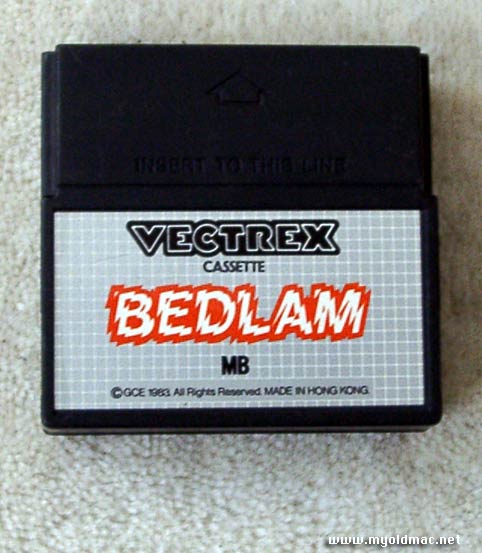 INSERT TO THIS LINE
VECTREX
CASSETTE
BEDLAM
MB
©GCE 1983. All Rights Reserved. MADE IN HONG KONG.
www.myoldmac.net